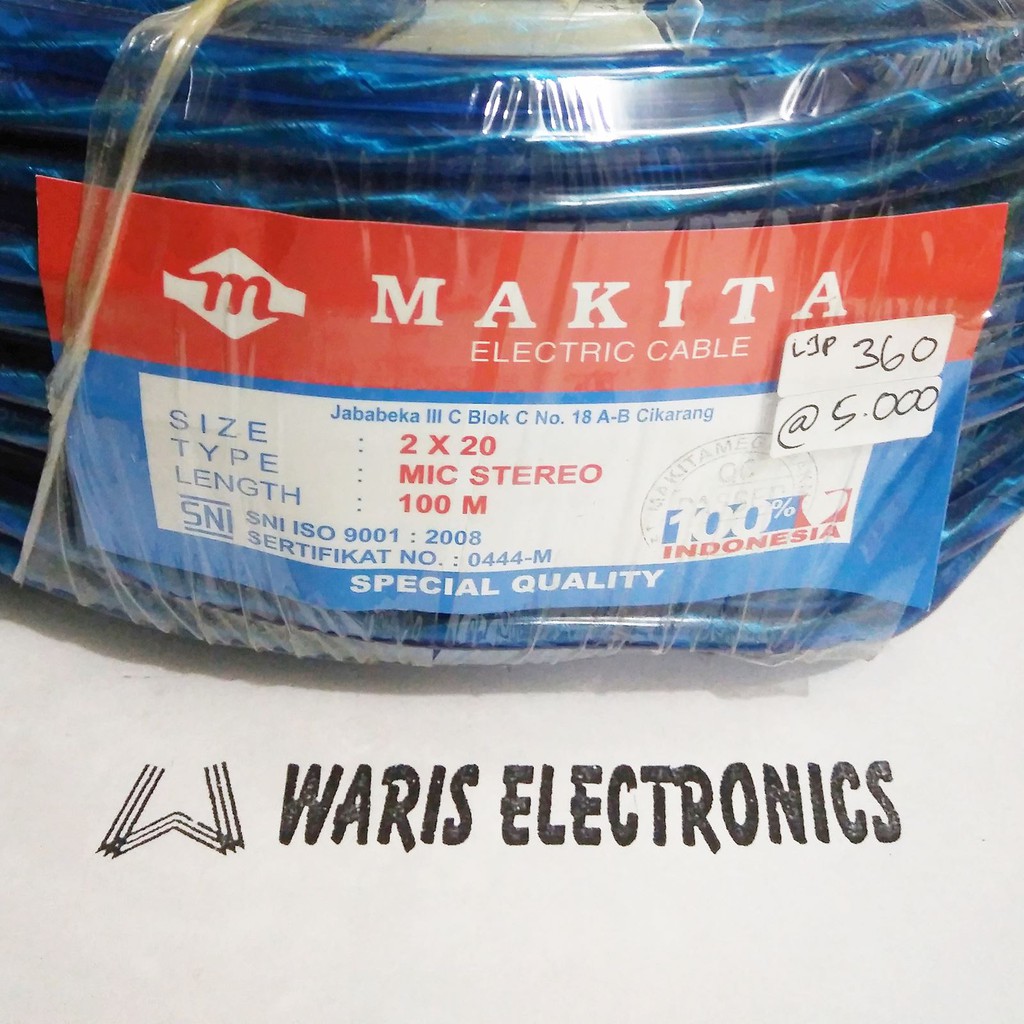 m MAKITA
ELECTRIC CABLE
LJP 360
@ 5.000
Jababeka III C Blok C No. 18 A-B Cikarang
SIZE : 2 X 20
TYPE : MIC STEREO
LENGTH : 100 M
SNI SNI ISO 9001 : 2008
SERTIFIKAT NO. : 0444-M
QC
100%
INDONESIA
SPECIAL QUALITY
WARIS ELECTRONICS